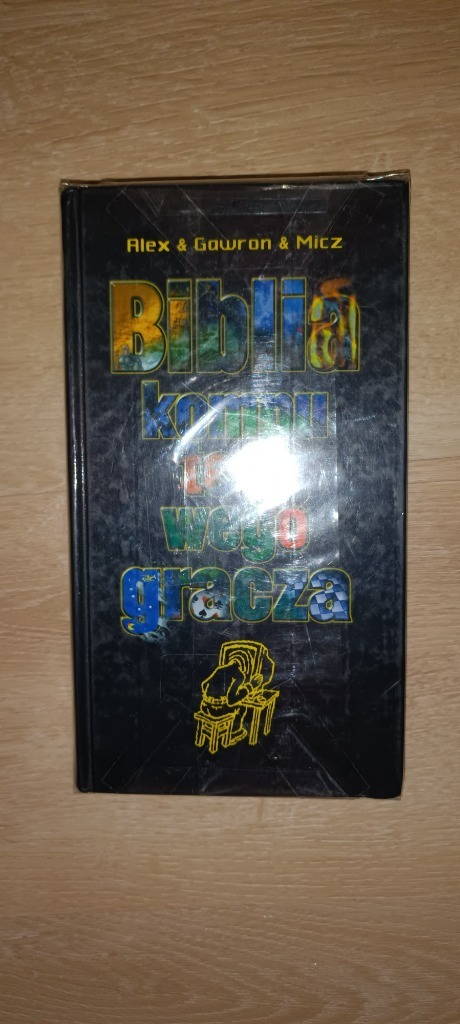 Alex & Gawron & Micz
Biblia
kompu
wego
gracza